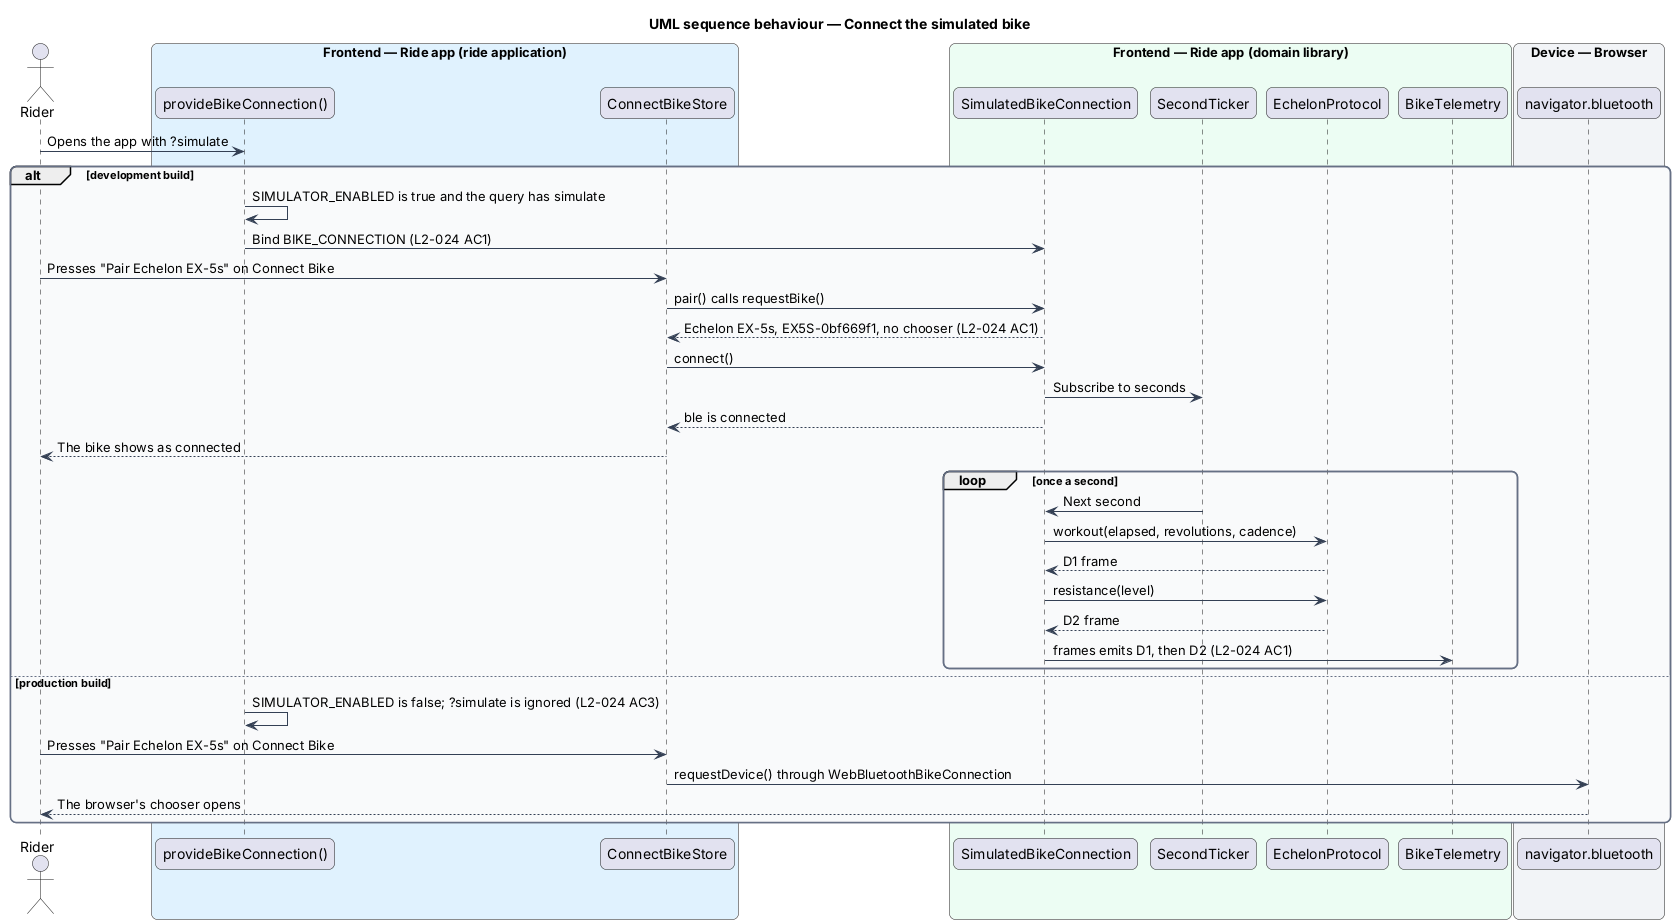 UML sequence behaviour — Connect the simulated bike
Frontend — Ride app (ride application)
Frontend — Ride app (domain library)
Device — Browser
Rider
provideBikeConnection()
ConnectBikeStore
SimulatedBikeConnection
SecondTicker
EchelonProtocol
BikeTelemetry
navigator.bluetooth
Opens the app with ?simulate
alt
[development build]
SIMULATOR_ENABLED is true and the query has simulate
Bind BIKE_CONNECTION (L2-024 AC1)
Presses "Pair Echelon EX-5s" on Connect Bike
pair() calls requestBike()
Echelon EX-5s, EX5S-0bf669f1, no chooser (L2-024 AC1)
connect()
Subscribe to seconds
ble is connected
The bike shows as connected
loop
[once a second]
Next second
workout(elapsed, revolutions, cadence)
D1 frame
resistance(level)
D2 frame
frames emits D1, then D2 (L2-024 AC1)
[production build]
SIMULATOR_ENABLED is false; ?simulate is ignored (L2-024 AC3)
Presses "Pair Echelon EX-5s" on Connect Bike
requestDevice() through WebBluetoothBikeConnection
The browser's chooser opens
Rider
provideBikeConnection()
ConnectBikeStore
SimulatedBikeConnection
SecondTicker
EchelonProtocol
BikeTelemetry
navigator.bluetooth